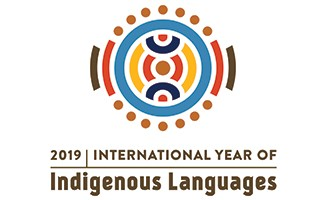 2019 | INTERNATIONAL YEAR OF
Indigenous Languages